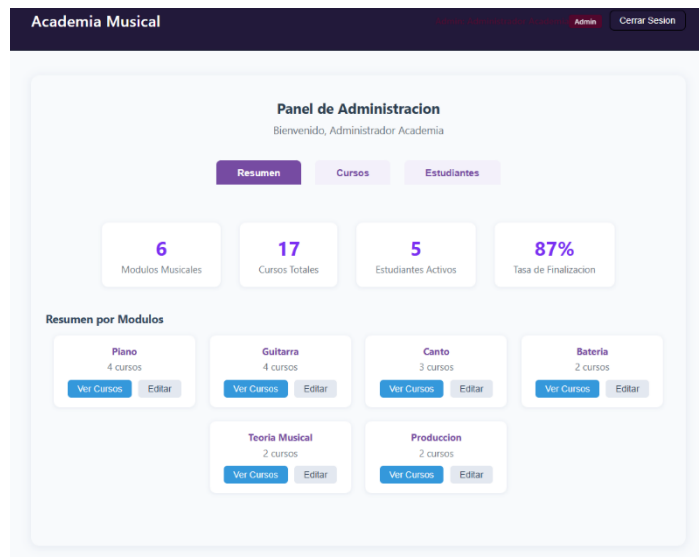 Academia Musical
Admin
Cerrar Sesion
Panel de Administracion
Bienvenido, Administrador Academia
Resumen
Cursos
Estudiantes
6
Modulos Musicales
17
Cursos Totales
5
Estudiantes Activos
87%
Tasa de Finalizacion
Resumen por Modulos
Piano
4 cursos
Ver Cursos
Editar
Guitarra
4 cursos
Ver Cursos
Editar
Canto
3 cursos
Ver Cursos
Editar
Bateria
2 cursos
Ver Cursos
Editar
Teoria Musical
2 cursos
Ver Cursos
Editar
Produccion
2 cursos
Ver Cursos
Editar